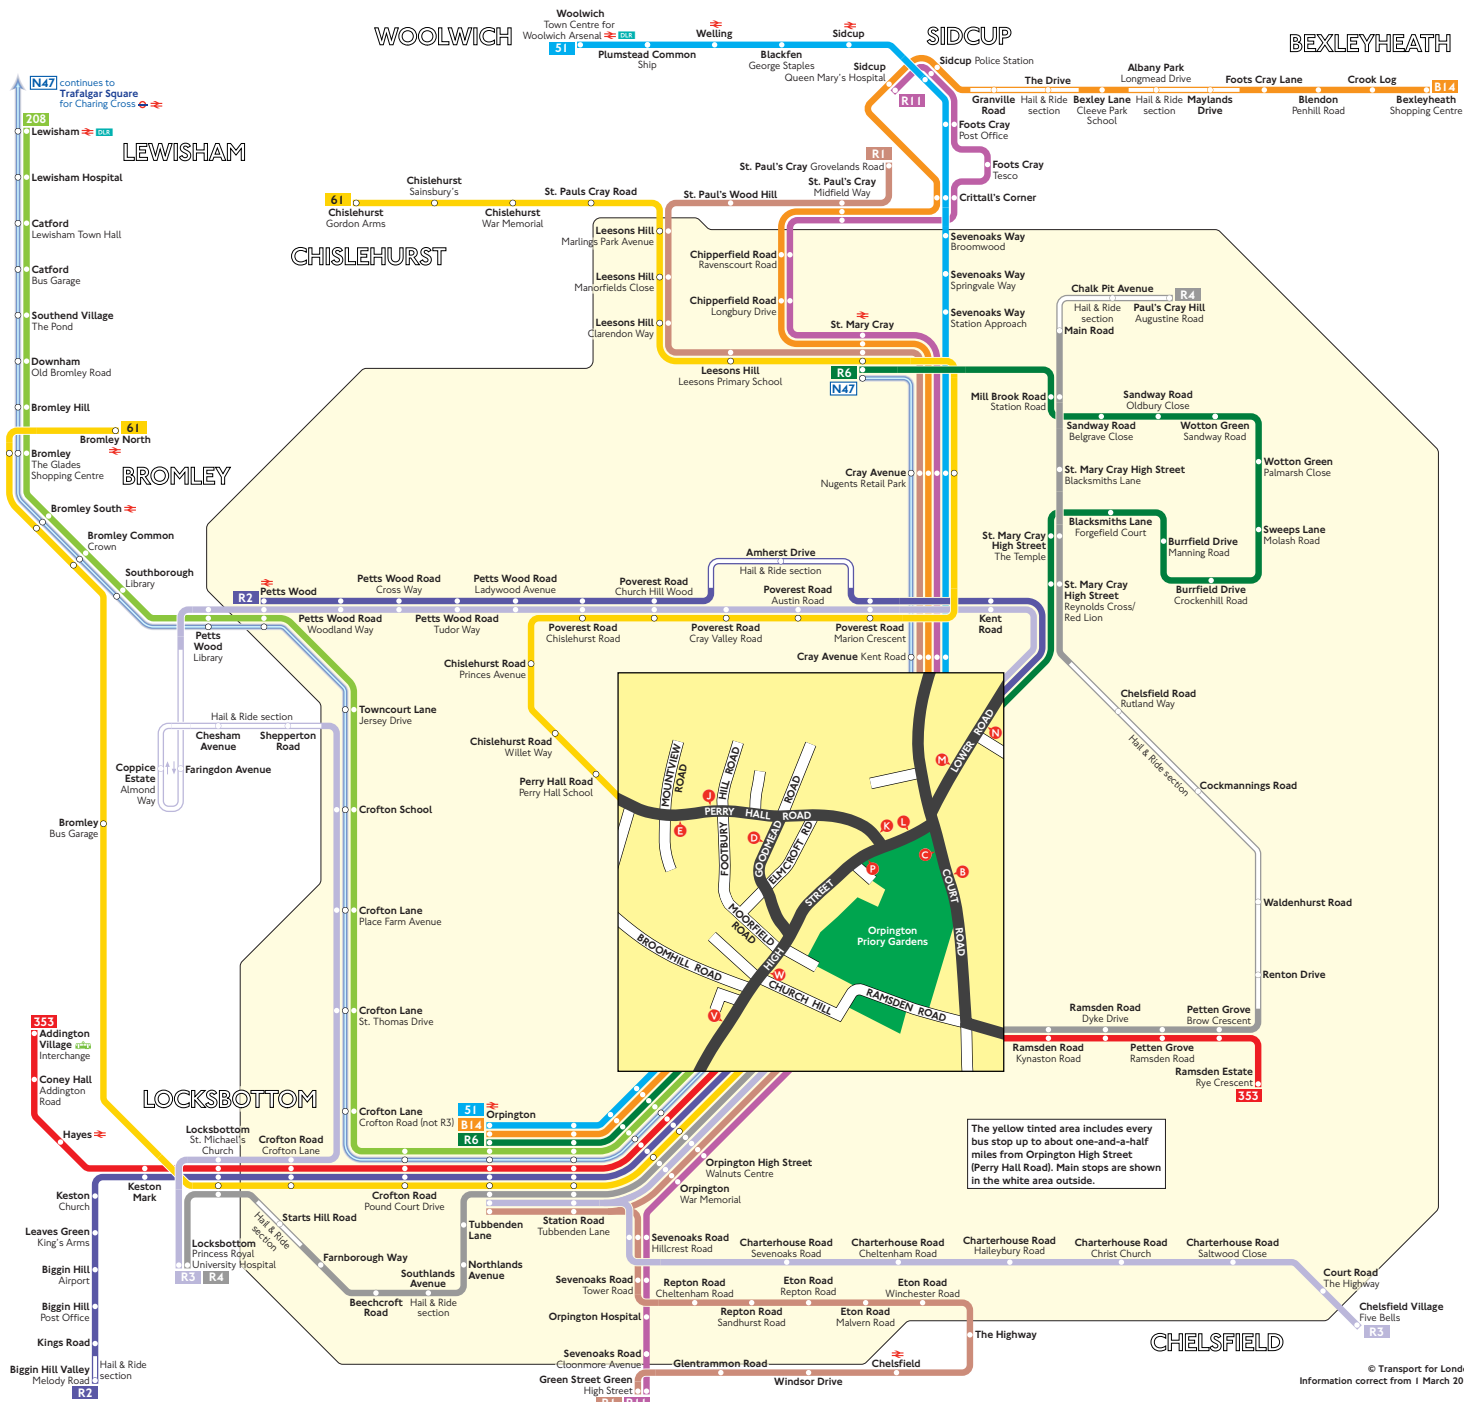 WOOLWICH
Woolwich
Town Centre for
Woolwich Arsenal DLR
51
Plumstead Common
Ship
Welling
Blackfen
George Staples
Sidcup
SIDCUP
Sidcup
Queen Mary's Hospital
R11
Sidcup Police Station
BEXLEYHEATH
Granville
Road
The Drive
Hail & Ride
section
Bexley Lane
Cleeve Park
School
Albany Park
Longmead Drive
Hail & Ride
section
Maylands
Drive
Foots Cray Lane
Blendon
Penhill Road
Crook Log
B14
Bexleyheath
Shopping Centre
N47 continues to
Trafalgar Square
for Charing Cross
208
Lewisham DLR
LEWISHAM
Lewisham Hospital
Catford
Lewisham Town Hall
Catford
Bus Garage
Southend Village
The Pond
Downham
Old Bromley Road
Bromley Hill
61
Bromley North
Bromley
The Glades
Shopping Centre
BROMLEY
Bromley South
Bromley Common
Crown
Southborough
Library
Foots Cray
Post Office
Foots Cray
Tesco
Crittall's Corner
R1
St. Paul's Cray Grovelands Road
St. Paul's Cray
Midfield Way
St. Paul's Wood Hill
61
Chislehurst
Gordon Arms
Chislehurst
Sainsbury's
Chislehurst
War Memorial
St. Pauls Cray Road
CHISLEHURST
Leesons Hill
Marlings Park Avenue
Leesons Hill
Manorfields Close
Leesons Hill
Clarendon Way
Leesons Hill
Leesons Primary School
Chipperfield Road
Ravenscourt Road
Chipperfield Road
Longbury Drive
St. Mary Cray
R6
N47
Sevenoaks Way
Broomwood
Sevenoaks Way
Springvale Way
Sevenoaks Way
Station Approach
Chalk Pit Avenue
Hail & Ride
section
R4
Paul's Cray Hill
Augustine Road
Main Road
Mill Brook Road
Station Road
Sandway Road
Belgrave Close
Sandway Road
Oldbury Close
Wotton Green
Sandway Road
Wotton Green
Palmarsh Close
Sweeps Lane
Molash Road
Burrfield Drive
Crockenhill Road
Burrfield Drive
Manning Road
Blacksmiths Lane
Forgefield Court
St. Mary Cray High Street
Blacksmiths Lane
St. Mary Cray
High Street
The Temple
St. Mary Cray
High Street
Reynolds Cross/
Red Lion
Cray Avenue
Nugents Retail Park
Amherst Drive
Hail & Ride section
R2
Petts Wood
Petts
Wood
Library
Petts Wood Road
Woodland Way
Petts Wood Road
Cross Way
Petts Wood Road
Tudor Way
Petts Wood Road
Ladywood Avenue
Poverest Road
Chislehurst Road
Poverest Road
Church Hill Wood
Poverest Road
Cray Valley Road
Poverest Road
Austin Road
Poverest Road
Marion Crescent
Kent
Road
Cray Avenue Kent Road
Chislehurst Road
Princes Avenue
Chislehurst Road
Willet Way
Perry Hall Road
Perry Hall School
Towncourt Lane
Jersey Drive
Hail & Ride section
Chesham
Avenue
Shepperton
Road
Coppice
Estate
Almond
Way
Faringdon Avenue
Crofton School
Bromley
Bus Garage
Crofton Lane
Place Farm Avenue
Crofton Lane
St. Thomas Drive
Crofton Lane
Crofton Road (not R3)
Chelsfield Road
Rutland Way
Hail & Ride section
Cockmannings Road
Waldenhurst Road
Renton Drive
Petten Grove
Brow Crescent
Ramsden Road
Dyke Drive
Ramsden Road
Kynaston Road
Petten Grove
Ramsden Road
Ramsden Estate
Rye Crescent
353
MOUNTVIEW
ROAD
FOOTBURY HILL ROAD
GOODMEAD ROAD
ELMCROFT RD
PERRY HALL ROAD
LOWER ROAD
HIGH STREET
COURT ROAD
MOORFIELD
ROAD
BROOMHILL ROAD
CHURCH HILL
RAMSDEN ROAD
Orpington
Priory Gardens
J
E
D
K
L
M
N
C
B
P
W
V
353
Addington
Village
Interchange
Coney Hall
Addington
Road
Hayes
LOCKSBOTTOM
Locksbottom
St. Michael's
Church
Crofton Road
Crofton Lane
51
B14
R6
Orpington
Keston
Mark
Keston
Church
Leaves Green
King's Arms
Biggin Hill
Airport
Biggin Hill
Post Office
Kings Road
Biggin Hill Valley
Melody Road
Hail & Ride
section
R2
Locksbottom
Princess Royal
University Hospital
R3 R4
Hail & Ride
section
Starts Hill Road
Farnborough Way
Beechcroft
Road
Southlands
Avenue
Hail & Ride
section
Northlands
Avenue
Tubbenden
Lane
Crofton Road
Pound Court Drive
Station Road
Tubbenden Lane
Orpington High Street
Walnuts Centre
Orpington
War Memorial
Sevenoaks Road
Hillcrest Road
Sevenoaks Road
Tower Road
Orpington Hospital
Sevenoaks Road
Cloonmore Avenue
Green Street Green
High Street
R1 R11
Charterhouse Road
Sevenoaks Road
Charterhouse Road
Cheltenham Road
Charterhouse Road
Haileybury Road
Charterhouse Road
Christ Church
Charterhouse Road
Saltwood Close
Court Road
The Highway
Chelsfield Village
Five Bells
R3
Repton Road
Cheltenham Road
Repton Road
Sandhurst Road
Eton Road
Repton Road
Eton Road
Malvern Road
Eton Road
Winchester Road
The Highway
Chelsfield
Windsor Drive
Glentrammon Road
CHELSFIELD
The yellow tinted area includes every
bus stop up to about one-and-a-half
miles from Orpington High Street
(Perry Hall Road). Main stops are shown
in the white area outside.
© Transport for Lond
Information correct from 1 March 20